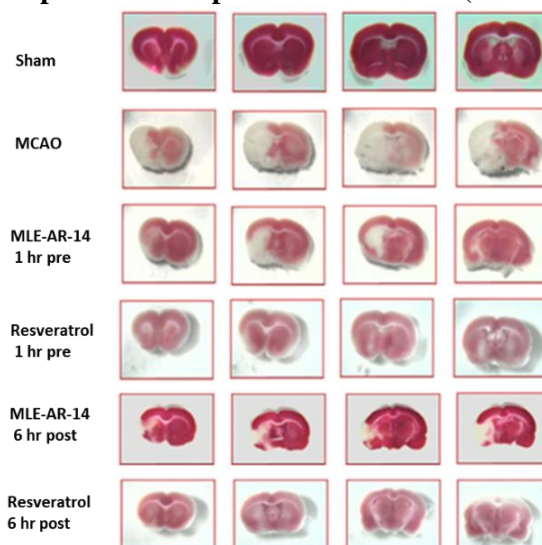 Sham
MCAO
MLE-AR-14
1 hr pre
Resveratrol
1 hr pre
MLE-AR-14
6 hr post
Resveratrol
6 hr post